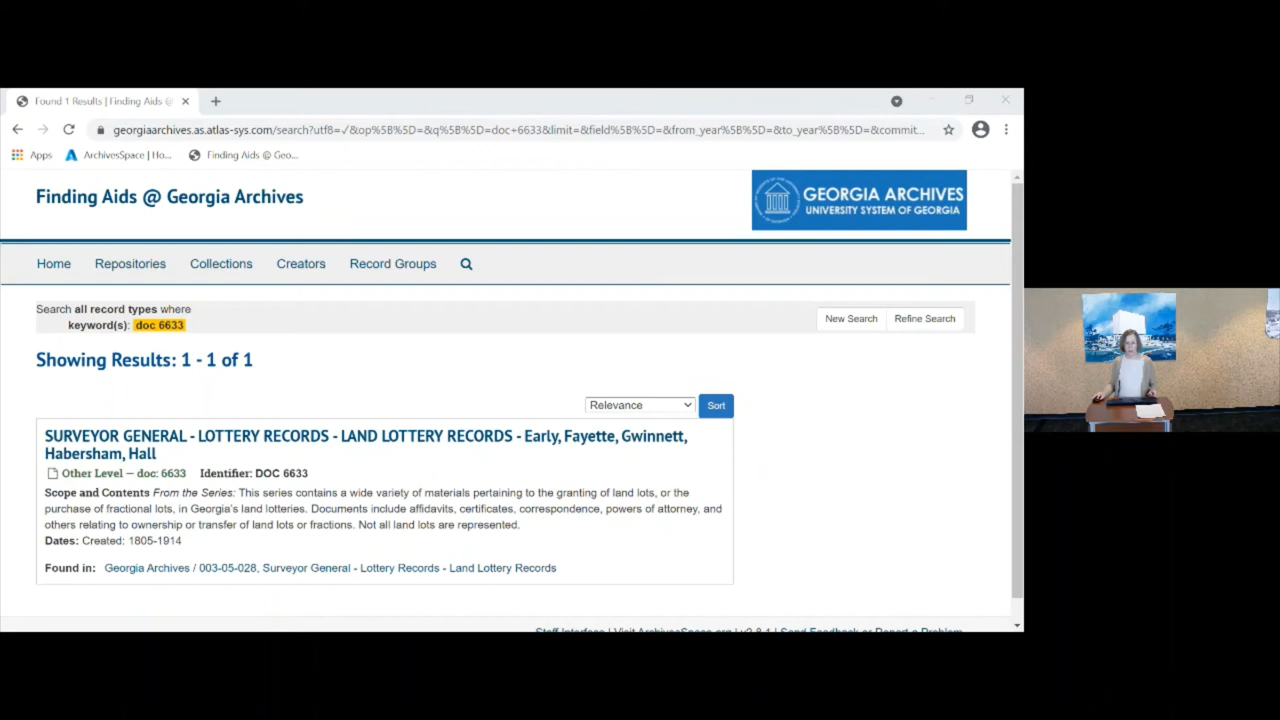 Found 1 Results | Finding Aids @
georgiaarchives.as.atlas-sys.com/search?utf8=✓&op%5B%5D=&q%5B%5D=doc+6633&limit=&field%5B%5D=&from_year%5B%5D=&to_year%5B%5D=&commit...
Apps ArchivesSpace | Ho... Finding Aids @ Geo...
Finding Aids @ Georgia Archives
GEORGIA ARCHIVES
UNIVERSITY SYSTEM OF GEORGIA
Home Repositories Collections Creators Record Groups
Search all record types where
keyword(s): doc 6633
New Search Refine Search
Showing Results: 1 - 1 of 1
Relevance Sort
SURVEYOR GENERAL - LOTTERY RECORDS - LAND LOTTERY RECORDS - Early, Fayette, Gwinnett,
Habersham, Hall
Other Level — doc: 6633 Identifier: DOC 6633
Scope and Contents From the Series: This series contains a wide variety of materials pertaining to the granting of land lots, or the
purchase of fractional lots, in Georgia's land lotteries. Documents include affidavits, certificates, correspondence, powers of attorney, and
others relating to ownership or transfer of land lots or fractions. Not all land lots are represented.
Dates: Created: 1805-1914
Found in: Georgia Archives / 003-05-028, Surveyor General - Lottery Records - Land Lottery Records
Staff Interface | Visit ArchivesSpace.org | v2.8.1 | Send Feedback or Report a Problem